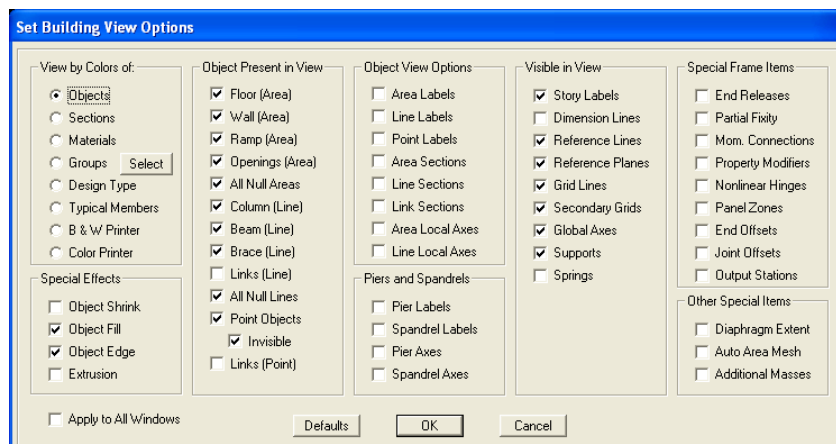 Set Building View Options
View by Colors of:
Objects
Sections
Materials
Groups
Select
Design Type
Typical Members
B & W Printer
Color Printer
Special Effects
Object Shrink
Object Fill
Object Edge
Extrusion
Object Present in View
Floor (Area)
Wall (Area)
Ramp (Area)
Openings (Area)
All Null Areas
Column (Line)
Beam (Line)
Brace (Line)
Links (Line)
All Null Lines
Point Objects
Invisible
Links (Point)
Object View Options
Area Labels
Line Labels
Point Labels
Area Sections
Line Sections
Link Sections
Area Local Axes
Line Local Axes
Piers and Spandrels
Pier Labels
Spandrel Labels
Pier Axes
Spandrel Axes
Visible in View
Story Labels
Dimension Lines
Reference Lines
Reference Planes
Grid Lines
Secondary Grids
Global Axes
Supports
Springs
Special Frame Items
End Releases
Partial Fixity
Mom. Connections
Property Modifiers
Nonlinear Hinges
Panel Zones
End Offsets
Joint Offsets
Output Stations
Other Special Items
Diaphragm Extent
Auto Area Mesh
Additional Masses
Apply to All Windows
Defaults
OK
Cancel